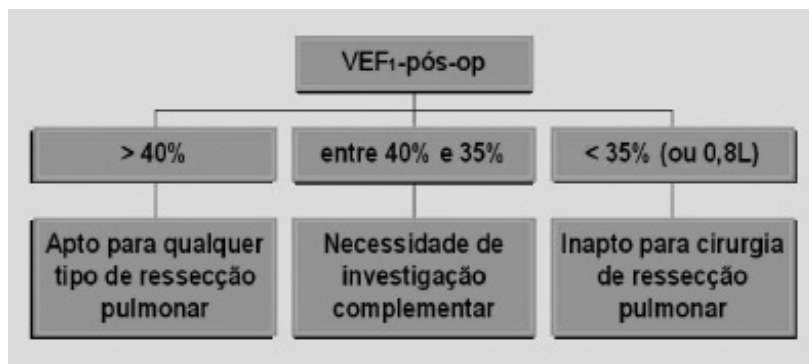 VEF₁-pós-op
> 40%
entre 40% e 35%
< 35% (ou 0,8L)
Apto para qualquer
tipo de ressecção
pulmonar
Necessidade de
investigação
complementar
Inapto para cirurgia
de ressecção
pulmonar